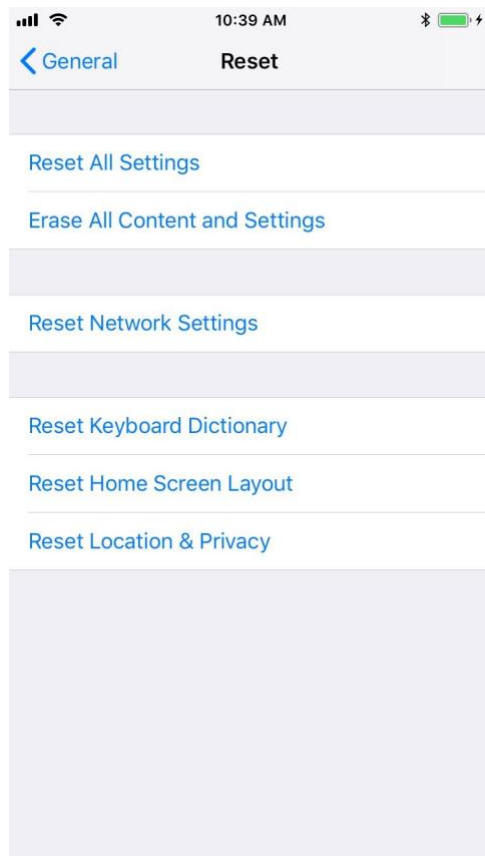 10:39 AM
General
Reset
Reset All Settings
Erase All Content and Settings
Reset Network Settings
Reset Keyboard Dictionary
Reset Home Screen Layout
Reset Location & Privacy